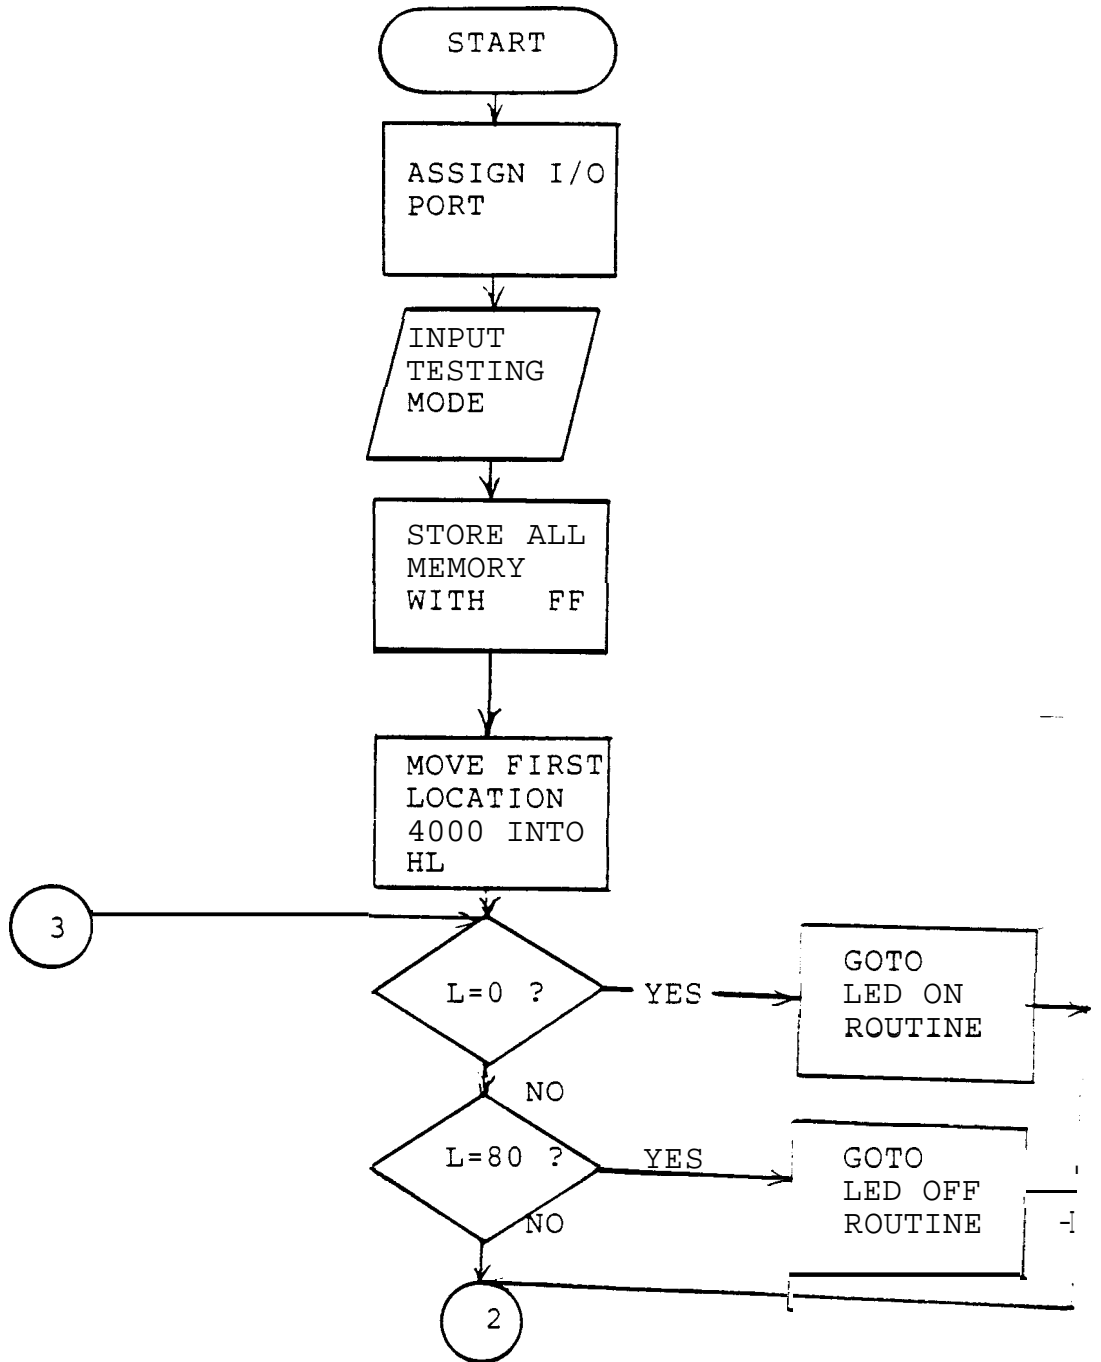 START
ASSIGN I/O
PORT
INPUT
TESTING
MODE
STORE ALL
MEMORY
WITH FF
MOVE FIRST
LOCATION
4000 INTO
HL
3
L=0 ?
YES
GOTO
LED ON
ROUTINE
NO
L=80 ?
YES
GOTO
LED OFF
ROUTINE
NO
2